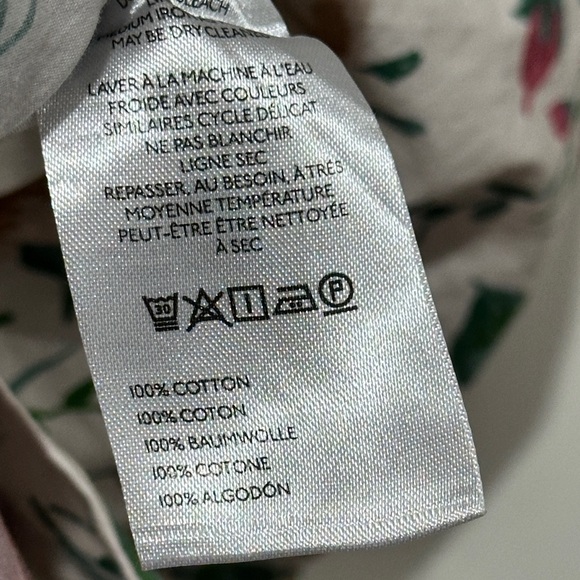 MEDIUM IRON
MAY BE DRY CLEANED
LAVER À LA MACHINE À L'EAU
FROIDE AVEC COULEURS
SIMILAIRES CYCLE DÉLICAT
NE PAS BLANCHIR
LIGNE SEC
REPASSER, AU BESOIN, À TRÈS
MOYENNE TEMPÉRATURE
PEUT-ÊTRE ÊTRE NETTOYÉE
À SEC
30 P
100% COTTON
100% COTON
100% BAUMWOLLE
100% COTONE
100% ALGODÓN